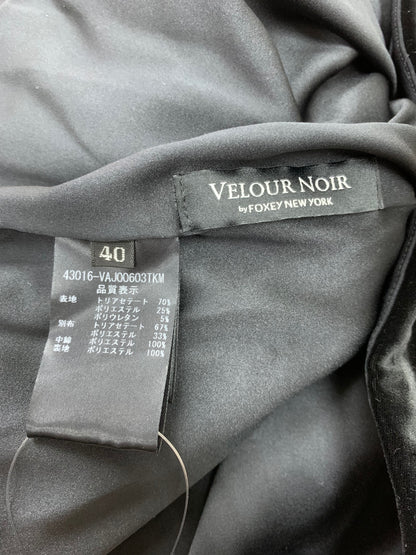 VELOUR NOIR
by FOXEY NEW YORK
40
43016-VAJ00603TKM
品質表示
表地 トリアセテート 70%
ポリエステル 25%
ポリウレタン 5%
別布 トリアセテート 67%
ポリエステル 33%
中綿 ポリエステル 100%
裏地 ポリエステル 100%